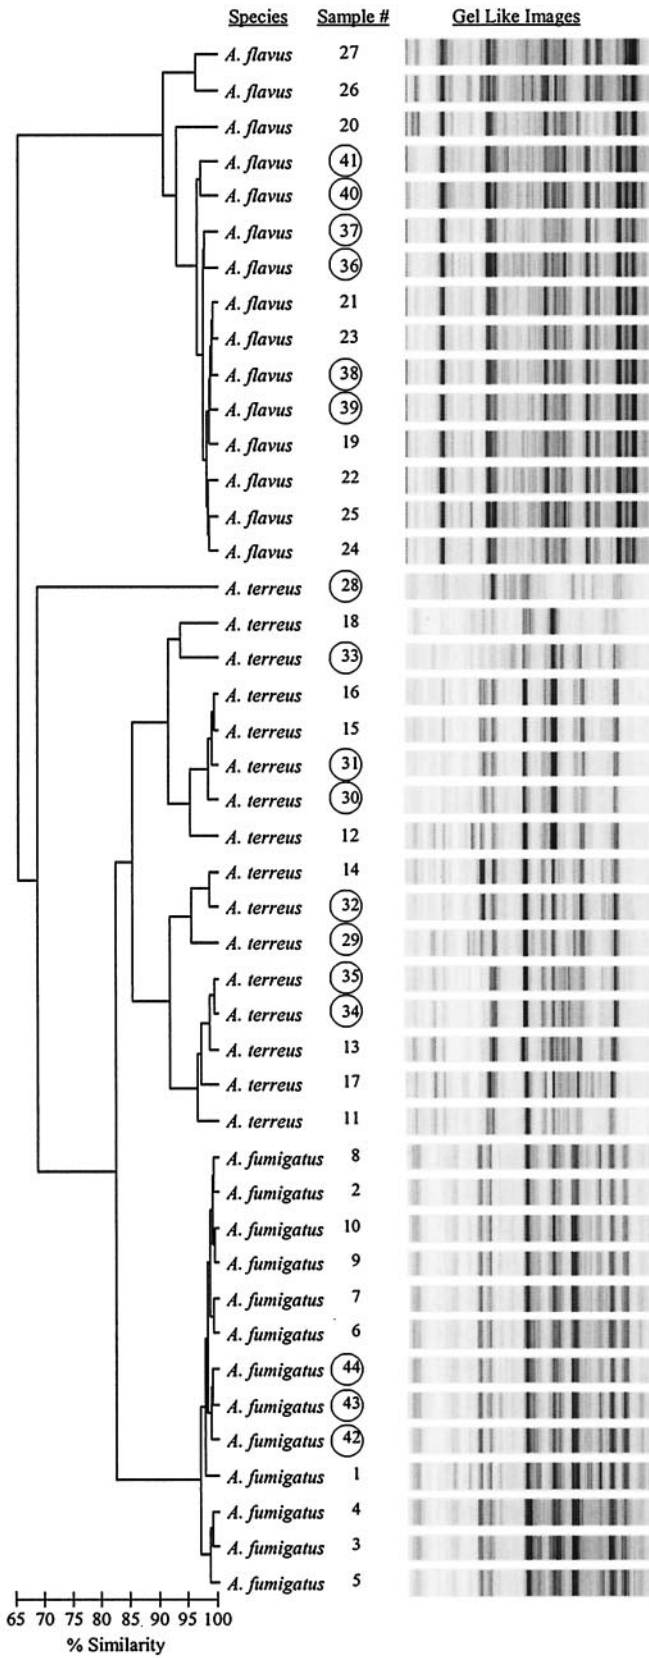 Species Sample # Gel Like Images
A. flavus 27
A. flavus 26
A. flavus 20
A. flavus 41
A. flavus 40
A. flavus 37
A. flavus 36
A. flavus 21
A. flavus 23
A. flavus 38
A. flavus 39
A. flavus 19
A. flavus 22
A. flavus 25
A. flavus 24
A. terreus 28
A. terreus 18
A. terreus 33
A. terreus 16
A. terreus 15
A. terreus 31
A. terreus 30
A. terreus 12
A. terreus 14
A. terreus 32
A. terreus 29
A. terreus 35
A. terreus 34
A. terreus 13
A. terreus 17
A. terreus 11
A. fumigatus 8
A. fumigatus 2
A. fumigatus 10
A. fumigatus 9
A. fumigatus 7
A. fumigatus 6
A. fumigatus 44
A. fumigatus 43
A. fumigatus 42
A. fumigatus 1
A. fumigatus 4
A. fumigatus 3
A. fumigatus 5
65 70 75 80 85 90 95 100
% Similarity